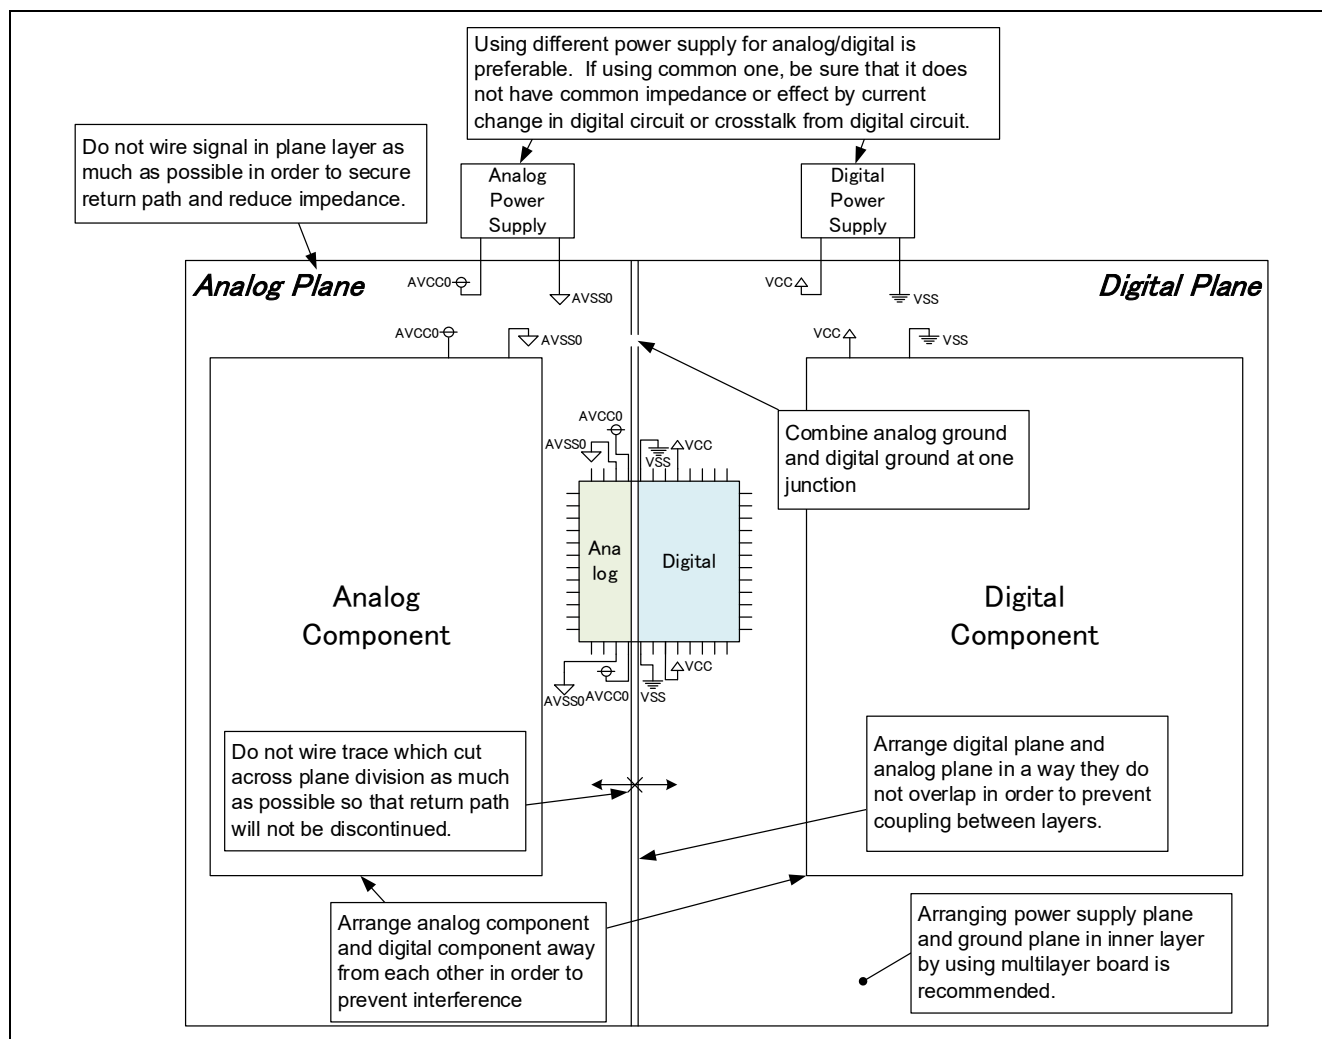 Using different power supply for analog/digital is
preferable.  If using common one, be sure that it does
not have common impedance or effect by current
change in digital circuit or crosstalk from digital circuit.
Do not wire signal in plane layer as
much as possible in order to secure
return path and reduce impedance.
Analog
Power
Supply
Digital
Power
Supply
Analog Plane
AVCC0
AVSS0
VCC
VSS
Digital Plane
AVCC0
AVSS0
VCC
VSS
Combine analog ground
and digital ground at one
junction
AVCC0
AVSS0
VSS
VCC
Ana
log
Digital
Analog
Component
Digital
Component
AVSS0
AVCC0
VSS
VCC
Do not wire trace which cut
across plane division as much
as possible so that return path
will not be discontinued.
Arrange digital plane and
analog plane in a way they do
not overlap in order to prevent
coupling between layers.
Arrange analog component
and digital component away
from each other in order to
prevent interference
Arranging power supply plane
and ground plane in inner layer
by using multilayer board is
recommended.